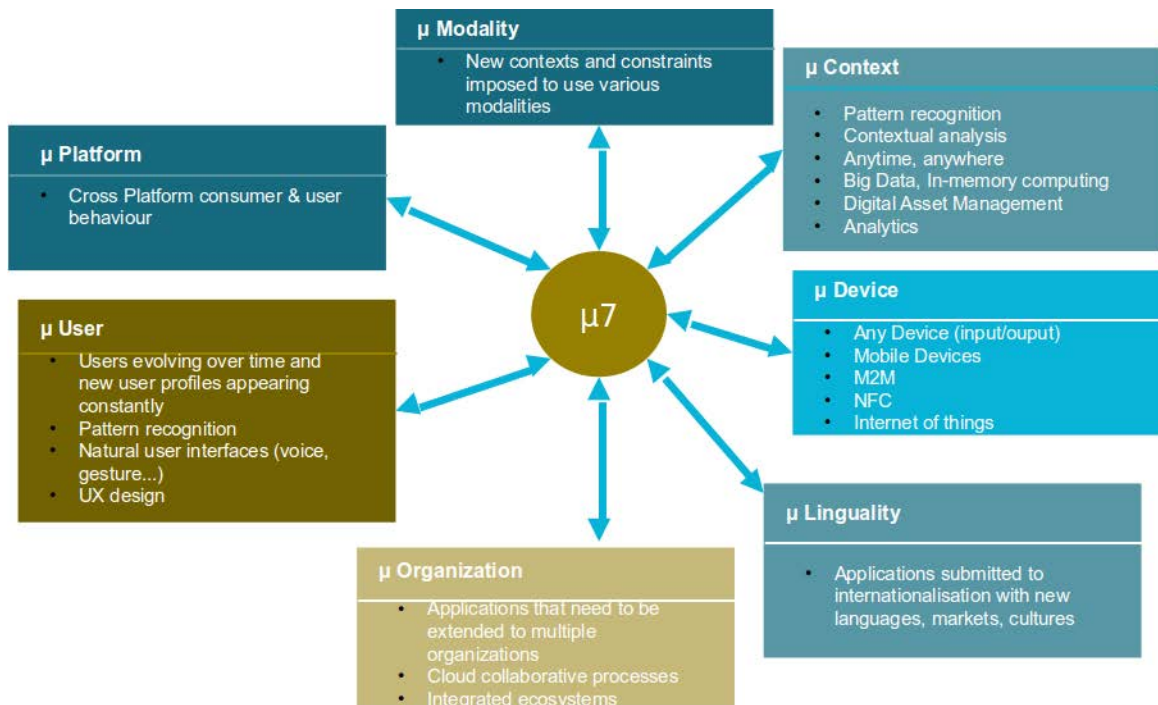 µ Modality
• New contexts and constraints
imposed to use various
modalities
µ Context
• Pattern recognition
• Contextual analysis
• Anytime, anywhere
• Big Data, In-memory computing
• Digital Asset Management
• Analytics
µ Platform
• Cross Platform consumer & user
behaviour
µ7
µ Device
• Any Device (input/ouput)
• Mobile Devices
• M2M
• NFC
• Internet of things
µ User
• Users evolving over time and
new user profiles appearing
constantly
• Pattern recognition
• Natural user interfaces (voice,
gesture...)
• UX design
µ Linguality
• Applications submitted to
internationalisation with new
languages, markets, cultures
µ Organization
• Applications that need to be
extended to multiple
organizations
• Cloud collaborative processes
• Integrated ecosystems